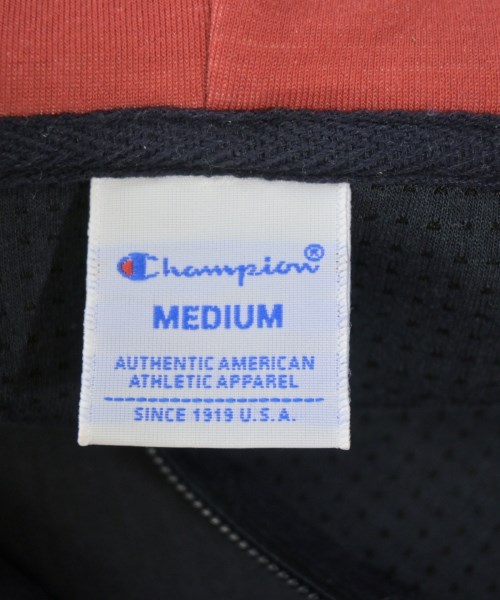 Champion®
MEDIUM
AUTHENTIC AMERICAN
ATHLETIC APPAREL
SINCE 1919 U.S.A.